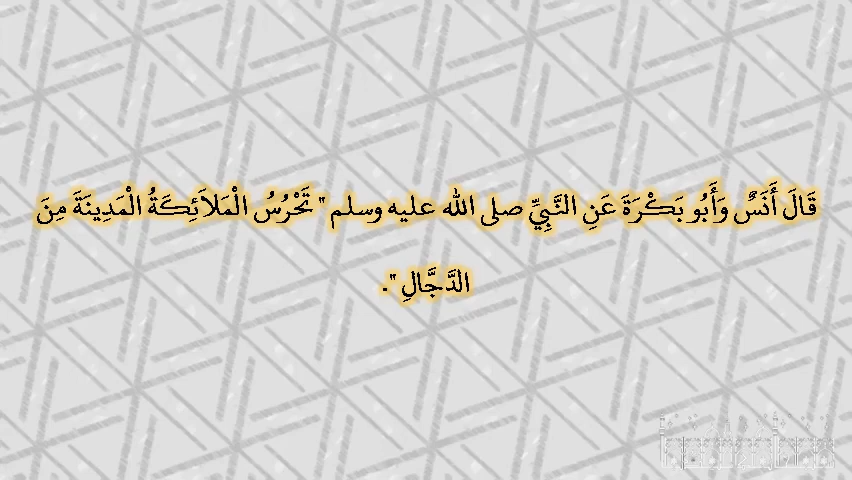 قَالَ أَنَسٌ وَأَبُو بَكْرَةَ عَنِ النَّبِيِّ صلى الله عليه وسلم " تَحْرُسُ الْمَلاَئِكَةُ الْمَدِينَةَ مِنَ
الدَّجَّالِ ".